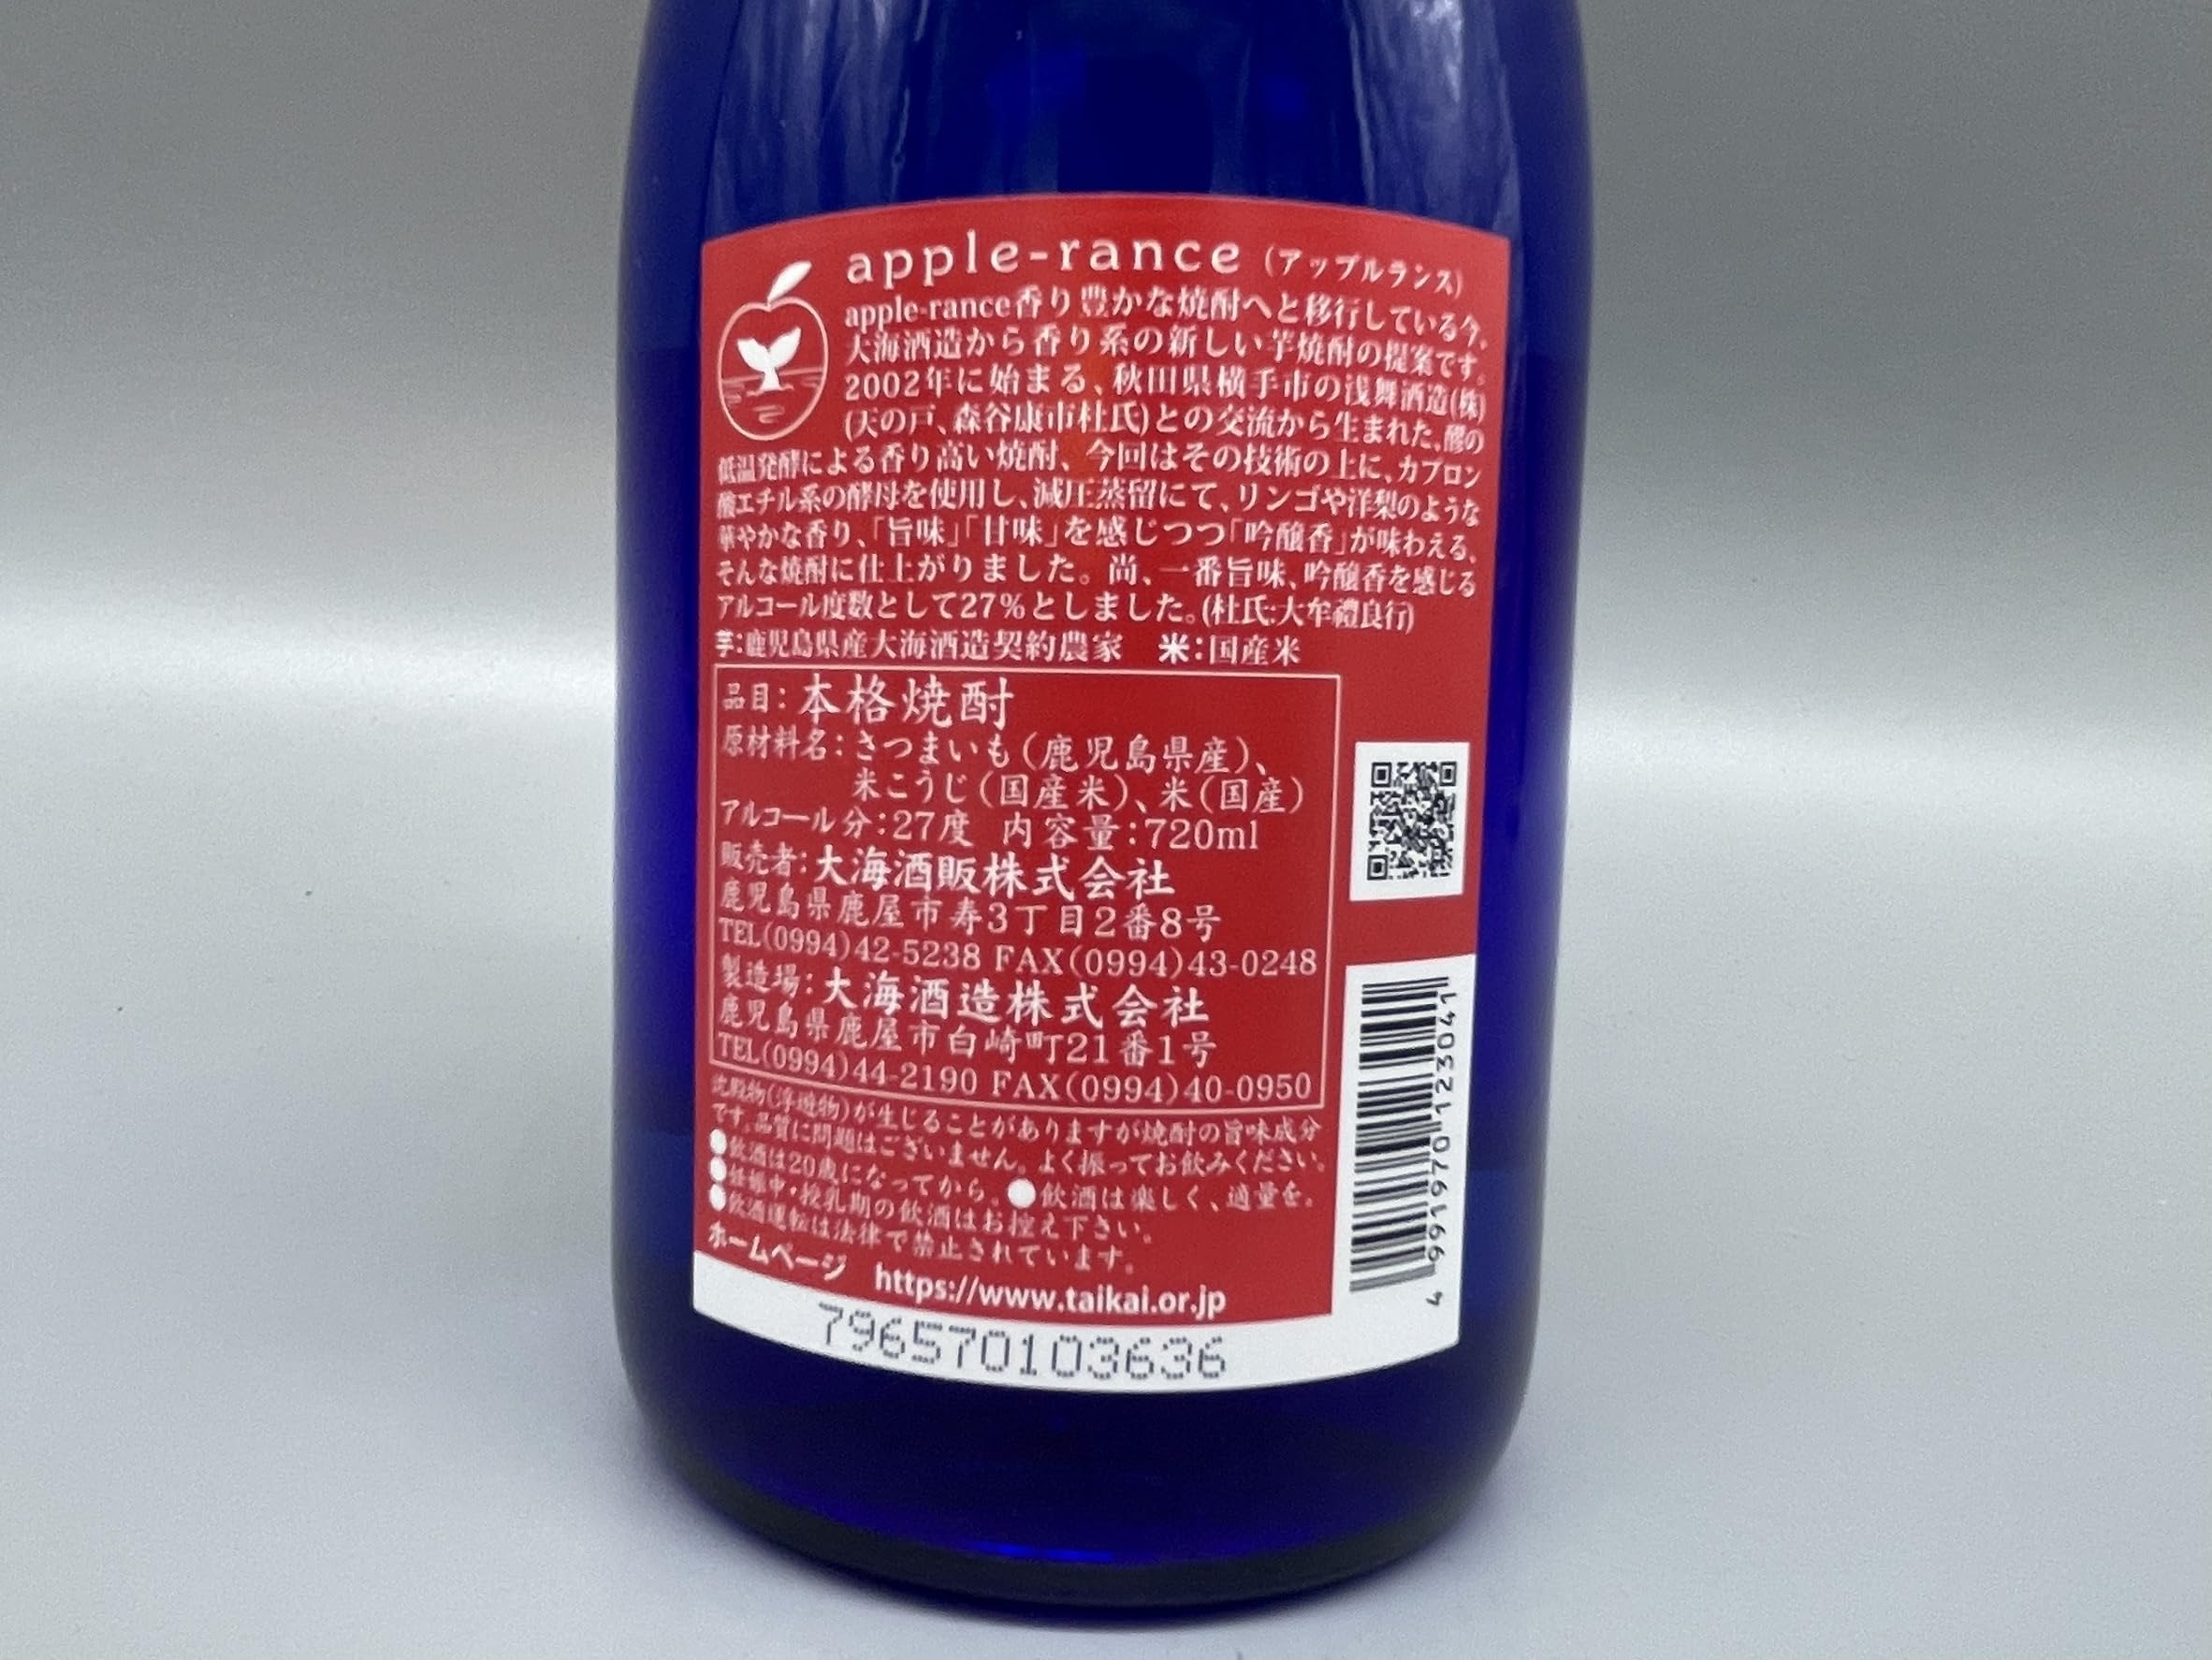 apple-rance (アップルランス)
apple-rance香り豊かな焼酎へと移行している今、
大海酒造から香り系の新しい芋焼酎の提案です。
2002年に始まる、秋田県横手市の浅舞酒造(株)
(天の戸、森谷康市杜氏)との交流から生まれた、醪の
低温発酵による香り高い焼酎、今回はその技術の上に、カプロン
酸エチル系の酵母を使用し、減圧蒸留にて、リンゴや洋梨のような
華やかな香り、「旨味」「甘味」を感じつつ「吟醸香」が味わえる、
そんな焼酎に仕上がりました。尚、一番旨味、吟醸香を感じる
アルコール度数として27%としました。(杜氏:大牟禮良行)
芋:鹿児島県産大海酒造契約農家 米:国産米
品目:本格焼酎
原材料名:さつまいも(鹿児島県産)、
米こうじ(国産米)、米(国産)
アルコール分:27度 内容量:720ml
販売者:大海酒販株式会社
鹿児島県鹿屋市寿3丁目2番8号
TEL(0994)42-5238 FAX(0994)43-0248
製造場:大海酒造株式会社
鹿児島県鹿屋市白崎町21番1号
TEL(0994)44-2190 FAX(0994)40-0950
沈殿物(浮遊物)が生じることがありますが焼酎の旨味成分
です。品質に問題はございません。よく振ってお飲みください。
●飲酒は20歳になってから。●飲酒は楽しく、適量を。
●妊娠中・授乳期の飲酒はお控え下さい。
●飲酒運転は法律で禁止されています。
ホームページ https://www.taikai.or.jp
796570103636
4991970123041